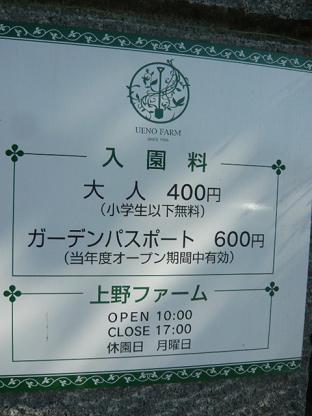 UENO FARM
入園料
大人 400円
(小学生以下無料)
ガーデンパスポート 600円
(当年度オープン期間中有効)
上野ファーム
OPEN 10:00
CLOSE 17:00
休園日 月曜日